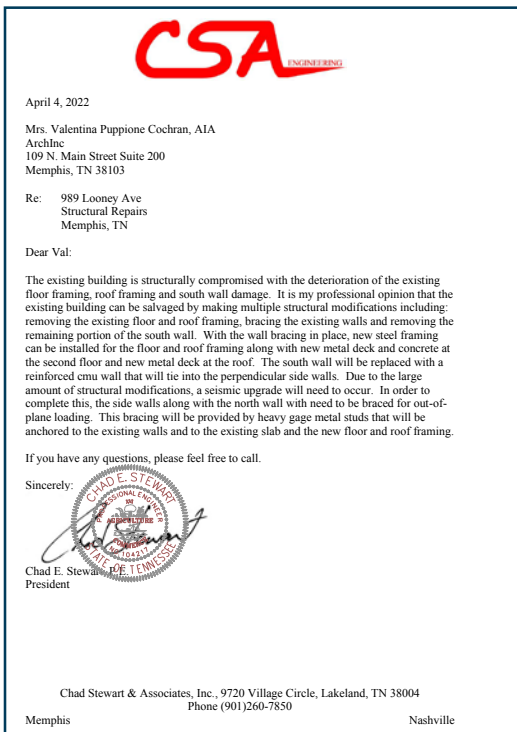 CSA
ENGINEERING
April 4, 2022
Mrs. Valentina Puppione Cochran, AIA
ArchInc
109 N. Main Street Suite 200
Memphis, TN 38103
Re: 989 Looney Ave
Structural Repairs
Memphis, TN
Dear Val:
The existing building is structurally compromised with the deterioration of the existing
floor framing, roof framing and south wall damage. It is my professional opinion that the
existing building can be salvaged by making multiple structural modifications including:
removing the existing floor and roof framing, bracing the existing walls and removing the
remaining portion of the south wall. With the wall bracing in place, new steel framing
can be installed for the floor and roof framing along with new metal deck and concrete at
the second floor and new metal deck at the roof. The south wall will be replaced with a
reinforced cmu wall that will tie into the perpendicular side walls. Due to the large
amount of structural modifications, a seismic upgrade will need to occur. In order to
complete this, the side walls along with the north wall with need to be braced for out-of-
plane loading. This bracing will be provided by heavy gage metal studs that will be
anchored to the existing walls and to the existing slab and the new floor and roof framing.
If you have any questions, please feel free to call.
Sincerely:
CHAD E. STEWART
PROFESSIONAL ENGINEER
AGRICULTURE
COMMERCE
NO. 104217
STATE OF TENNESSEE
Chad E. Stewart, P.E.
President
Chad Stewart & Associates, Inc., 9720 Village Circle, Lakeland, TN 38004
Phone (901)260-7850
Memphis Nashville